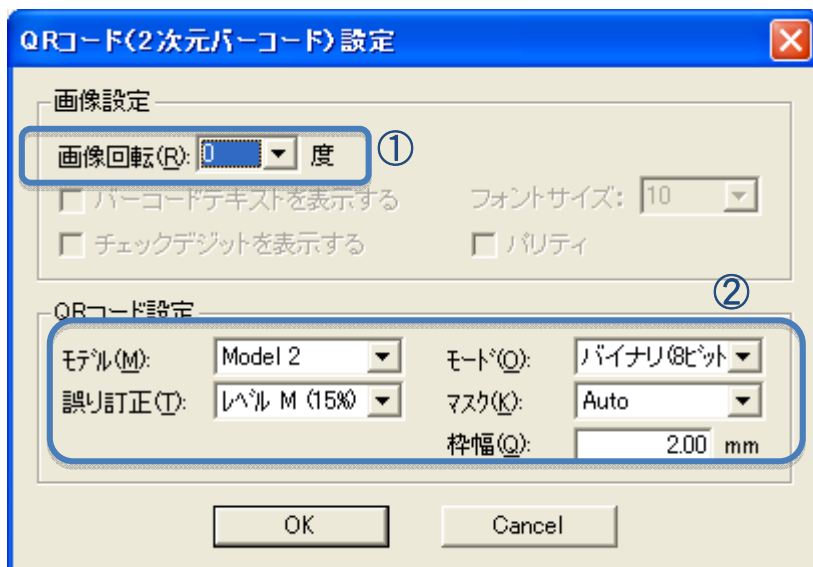 QRコード(2次元バーコード)設定
画像設定
画像回転(R): 0 度 ①
バーコードテキストを表示する フォントサイズ: 10
チェックデジットを表示する パリティ
②
QRコード設定
モデル(M): Model 2 モード(O): バイナリ(8ビット
誤り訂正(T): レベル M (15%) マスク(K): Auto
枠幅(Q): 2.00 mm
OK Cancel